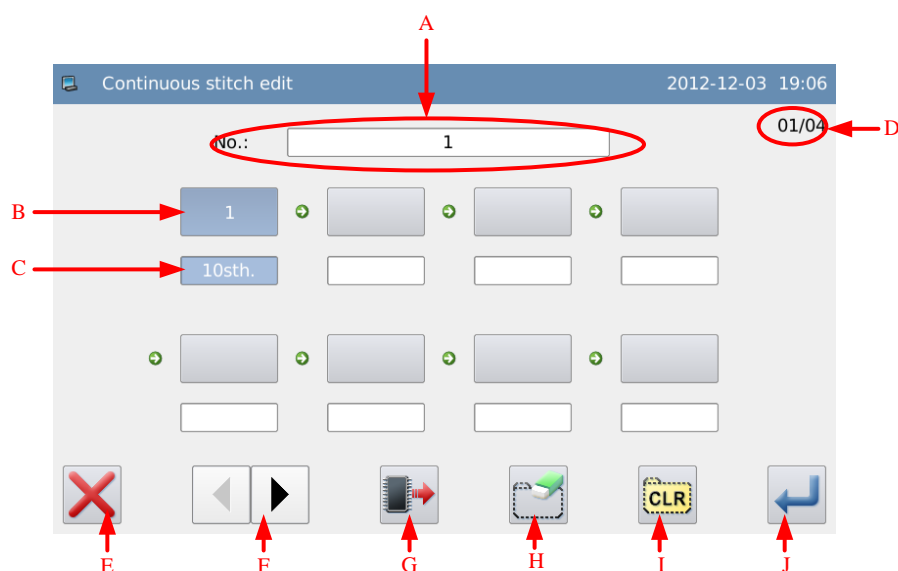 A
Continuous stitch edit 2012-12-03 19:06
No.: 1 01/04 D
B 1
C 10sth.
CLR
E F G H I J